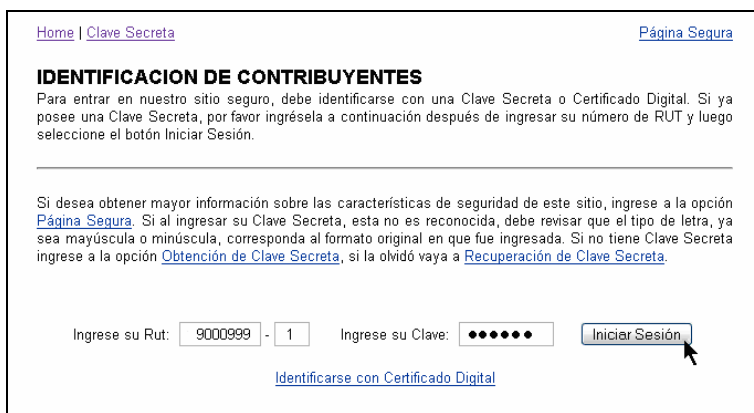 Home | Clave Secreta Página Segura
IDENTIFICACION DE CONTRIBUYENTES
Para entrar en nuestro sitio seguro, debe identificarse con una Clave Secreta o Certificado Digital. Si ya
posee una Clave Secreta, por favor ingrésela a continuación después de ingresar su número de RUT y luego
seleccione el botón Iniciar Sesión.
Si desea obtener mayor información sobre las características de seguridad de este sitio, ingrese a la opción
Página Segura. Si al ingresar su Clave Secreta, esta no es reconocida, debe revisar que el tipo de letra, ya
sea mayúscula o minúscula, corresponda al formato original en que fue ingresada. Si no tiene Clave Secreta
ingrese a la opción Obtención de Clave Secreta, si la olvidó vaya a Recuperación de Clave Secreta.
Ingrese su Rut: 9000999 - 1 Ingrese su Clave: ●●●●●● Iniciar Sesión
Identificarse con Certificado Digital